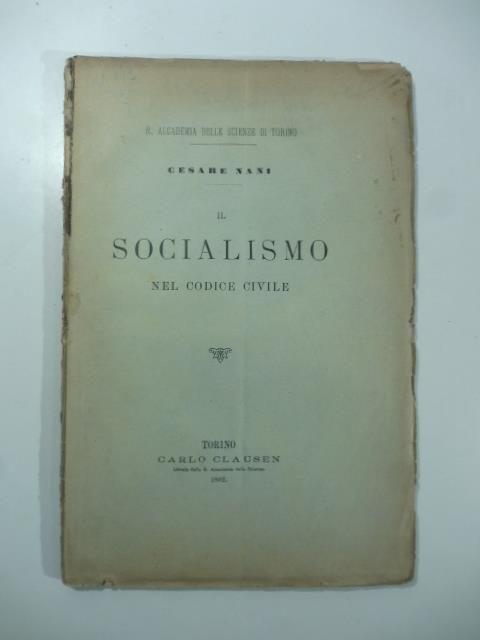 R. ACCADEMIA DELLE SCIENZE DI TORINO
CESARE NANI
IL
SOCIALISMO
NEL CODICE CIVILE
TORINO
CARLO CLAUSEN
Libraio della R. Accademia delle Scienze
1892.